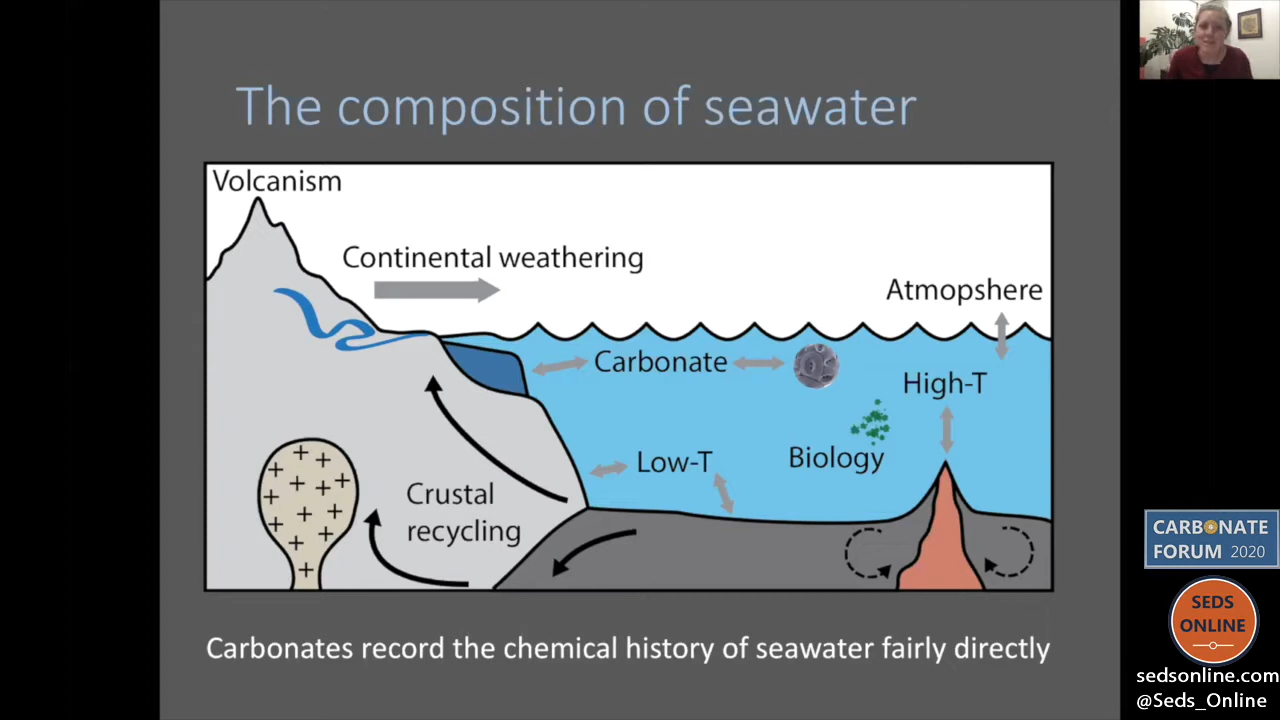 The composition of seawater
Volcanism
Continental weathering
Atmopshere
Carbonate
High-T
Low-T
Biology
Crustal
recycling
Carbonates record the chemical history of seawater fairly directly
CARBONATE
FORUM 2020
SEDS
ONLINE
sedsonline.com
@Seds_Online